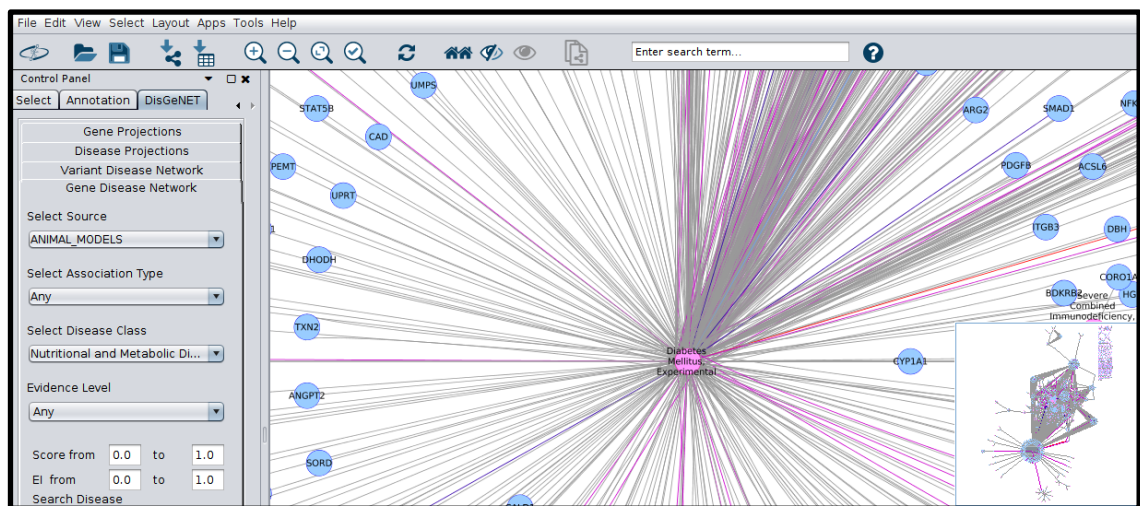 File Edit View Select Layout Apps Tools Help
Enter search term...
Control Panel
Select Annotation DisGeNET
Gene Projections
Disease Projections
Variant Disease Network
Gene Disease Network
Select Source
ANIMAL_MODELS
Select Association Type
Any
Select Disease Class
Nutritional and Metabolic Di...
Evidence Level
Any
Score from 0.0 to 1.0
EI from 0.0 to 1.0
Search Disease
UMPS
STAT5B
CAD
PEMT
UPRT
DHODH
TXN2
ANGPT2
SORD
Diabetes
Mellitus,
Experimental
CYP1A1
ARG2
SMAD1
NFK
PDGFB
ACSL6
ITGB3
DBH
CORO1A
BDKRB2
HG
Severe
Combined
Immunodeficiency,